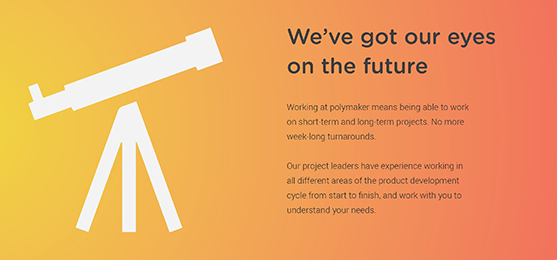 We've got our eyes
on the future
Working at polymaker means being able to work
on short-term and long-term projects. No more
week-long turnarounds.
Our project leaders have experience working in
all different areas of the product development
cycle from start to finish, and work with you to
understand your needs.